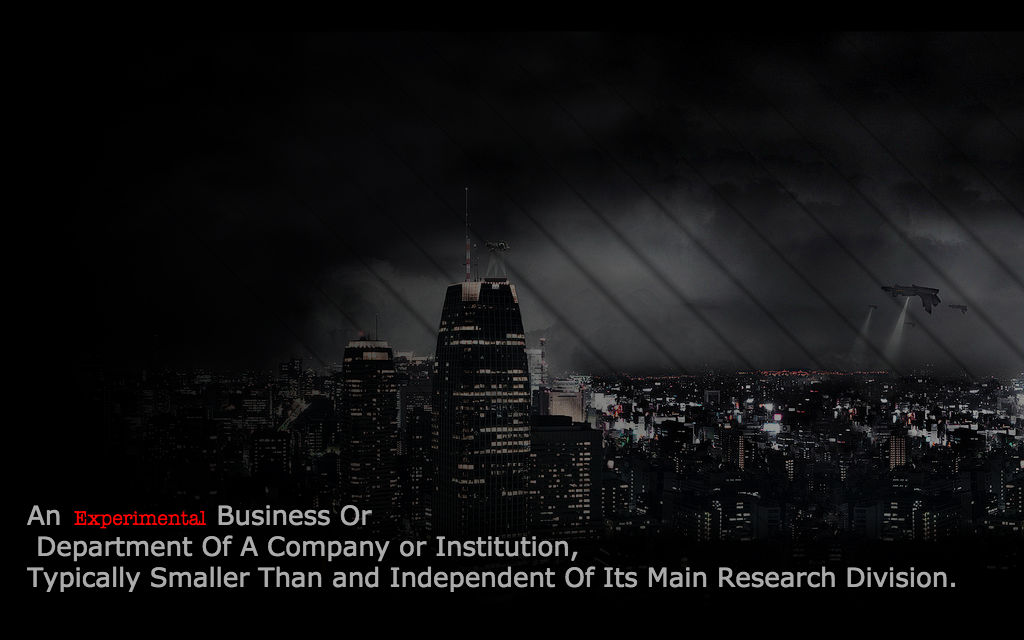 An Experimental Business Or
Department Of A Company or Institution,
Typically Smaller Than and Independent Of Its Main Research Division.